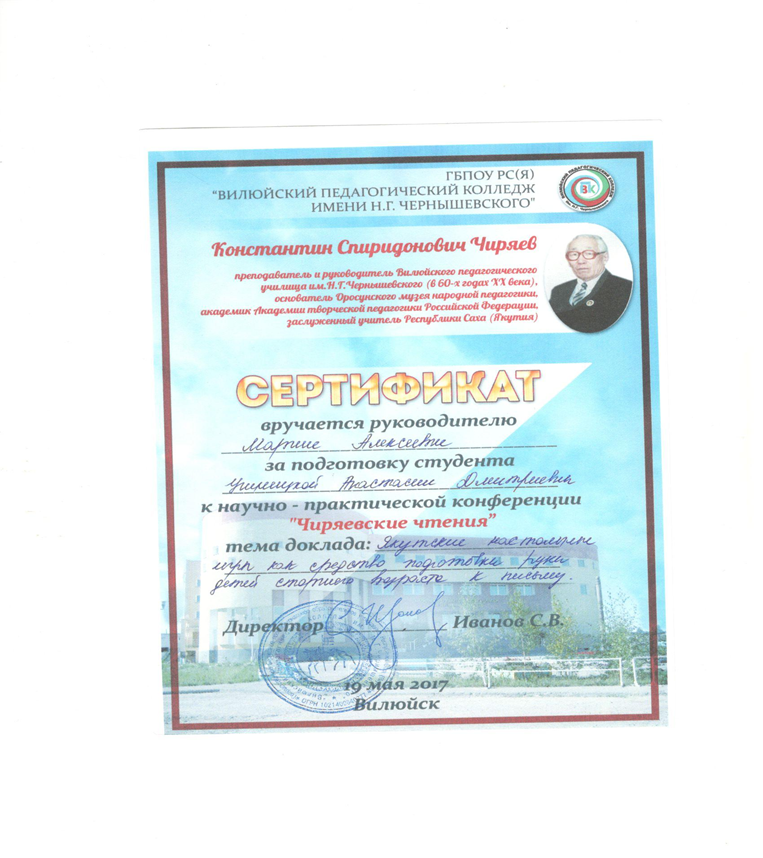 ГБПОУ РС(Я)
"ВИЛЮЙСКИЙ ПЕДАГОГИЧЕСКИЙ КОЛЛЕДЖ
ИМЕНИ Н.Г. ЧЕРНЫШЕВСКОГО"
Константин Спиридонович Чиряев
преподаватель и руководитель Вилюйского педагогического
училища им.Н.Г.Чернышевского (в 60-х годах XX века),
основатель Оросунского музея народной педагогики,
академик Академии творческой педагогики Российской Федерации,
заслуженный учитель Республики Саха (Якутия)
СЕРТИФИКАТ
вручается руководителю
Алексеевне
за подготовку студента
Анастасии Дмитриевны
к научно - практической конференции
"Чиряевские чтения”
тема доклада: Якутские настольные
игры как средство подготовки руки
детей старшего возраста к письму.
Директор Иванов С.В.
19 мая 2017
Вилюйск